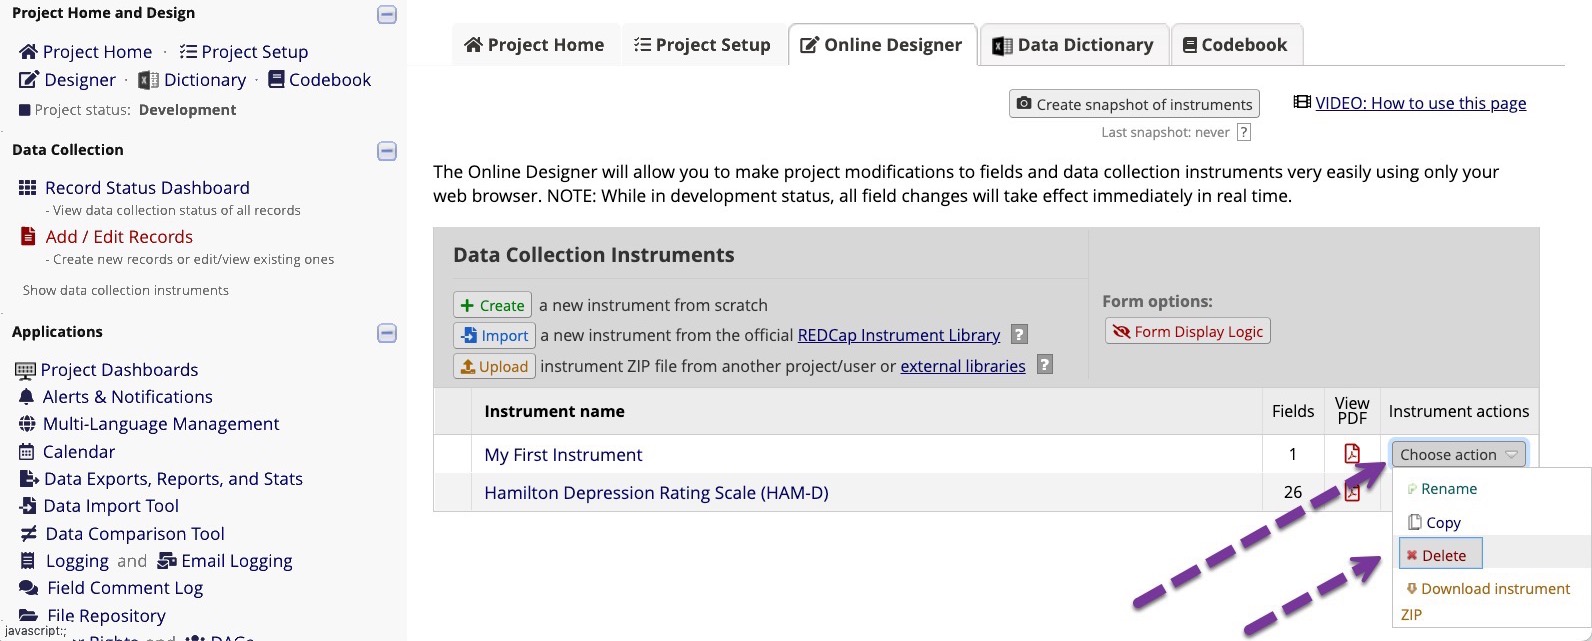 Project Home and Design
Project Home · Project Setup
Designer · Dictionary · Codebook
Project status: Development
Data Collection
Record Status Dashboard
- View data collection status of all records
Add / Edit Records
- Create new records or edit/view existing ones
Show data collection instruments
Applications
Project Dashboards
Alerts & Notifications
Multi-Language Management
Calendar
Data Exports, Reports, and Stats
Data Import Tool
Data Comparison Tool
Logging and Email Logging
Field Comment Log
File Repository
javascript:;
Project Home Project Setup Online Designer Data Dictionary Codebook
Create snapshot of instruments VIDEO: How to use this page
Last snapshot: never ?
The Online Designer will allow you to make project modifications to fields and data collection instruments very easily using only your
web browser. NOTE: While in development status, all field changes will take effect immediately in real time.
Data Collection Instruments
Create a new instrument from scratch
Import a new instrument from the official REDCap Instrument Library ?
Upload instrument ZIP file from another project/user or external libraries ?
Form options:
Form Display Logic
Instrument name Fields View PDF Instrument actions
My First Instrument 1 Choose action
Hamilton Depression Rating Scale (HAM-D) 26
Rename
Copy
Delete
Download instrument
ZIP